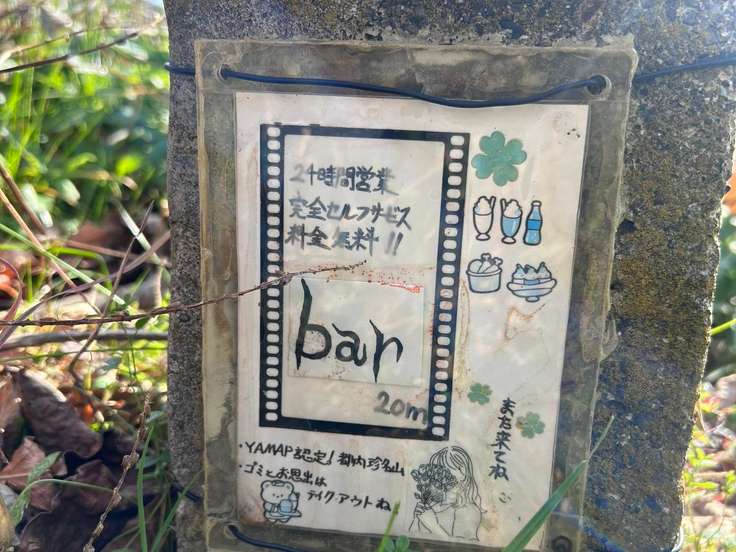 24時間営業
完全セルフサービス
料金無料!!
bar
20m
また来てね
・YAMAP認定!都内珍名山
・ゴミとお思出は
テイクアウトね